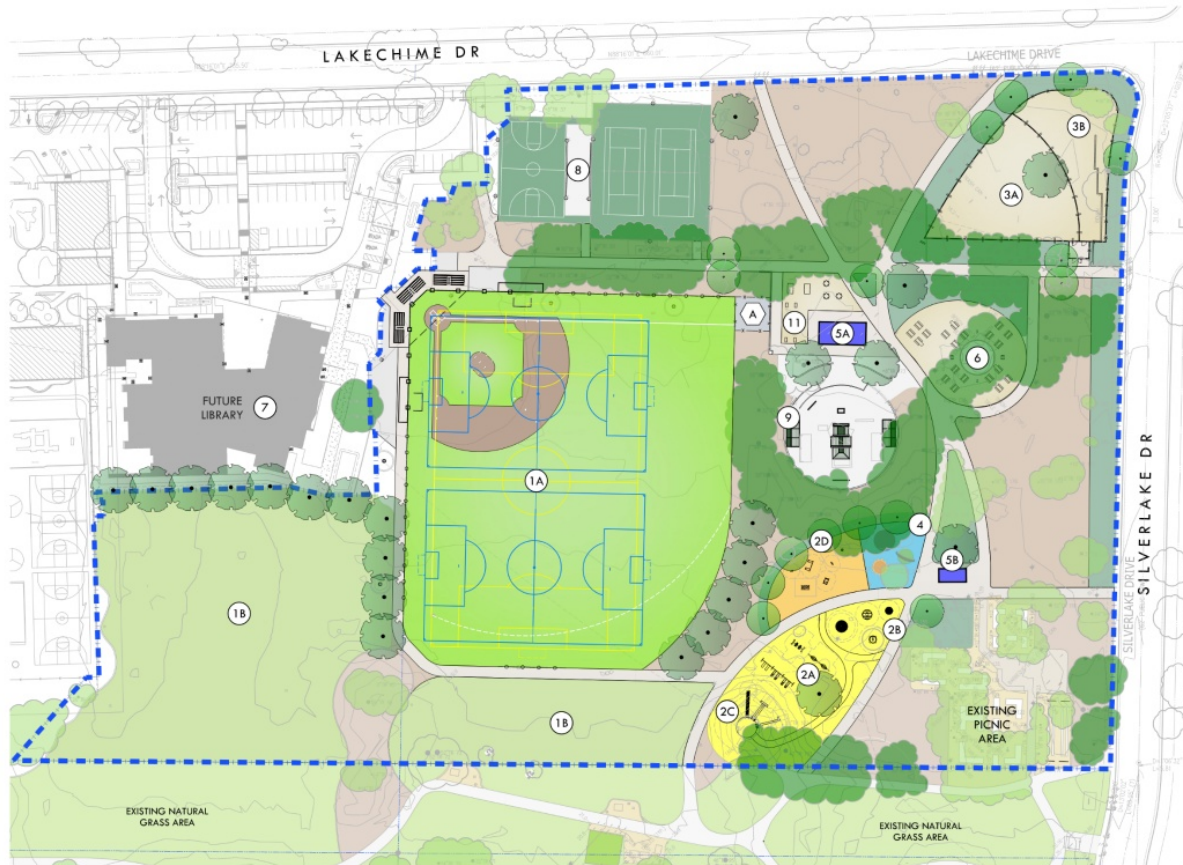 LAKECHIME DR
LAKECHIME DRIVE
3B
8
3A
A
11
5A
6
FUTURE
LIBRARY
7
9
1A
SILVERLAKE DR
4
2D
5B
SILVERLAKE DRIVE
1B
2B
2A
2C
1B
EXISTING
PICNIC
AREA
EXISTING NATURAL
GRASS AREA
EXISTING NATURAL
GRASS AREA